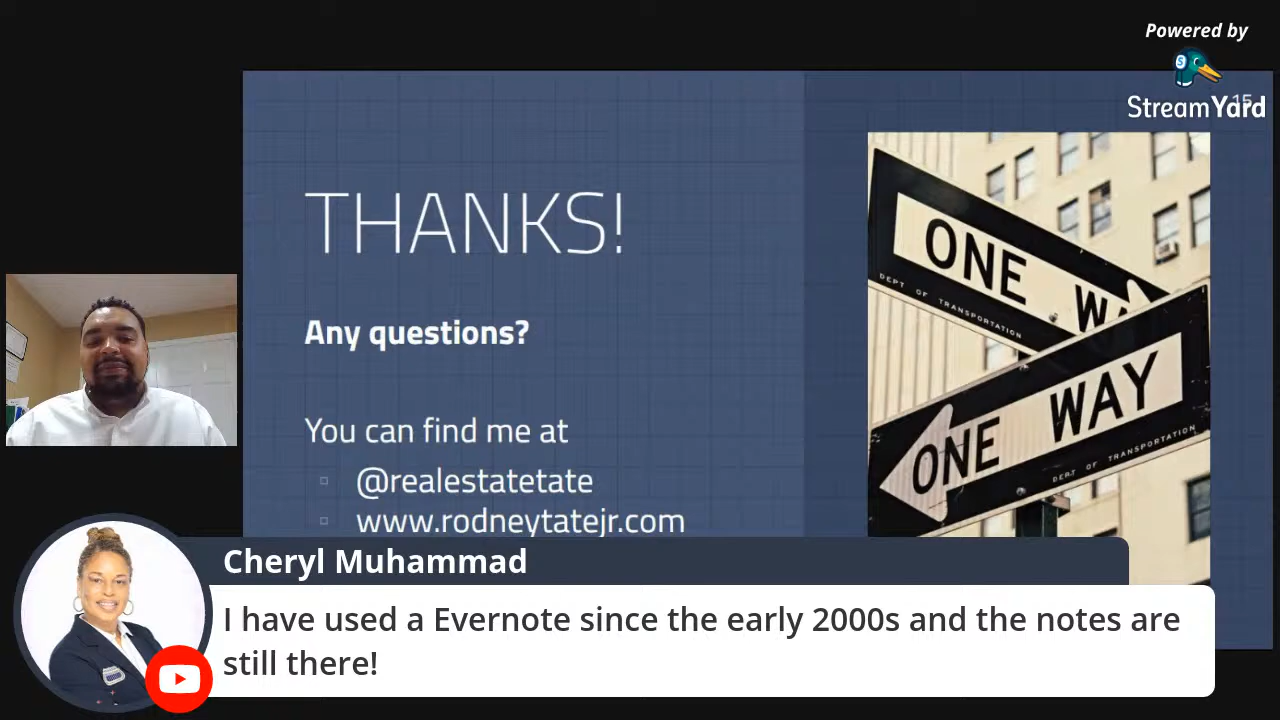 Powered by
StreamYard
15
THANKS!
Any questions?
You can find me at
@realestatetate
www.rodneytatejr.com
ONE WA
DEPT OF TRANSPORTATION
ONE WAY
DEPT OF TRANSPORTATION
Cheryl Muhammad
I have used a Evernote since the early 2000s and the notes are
still there!